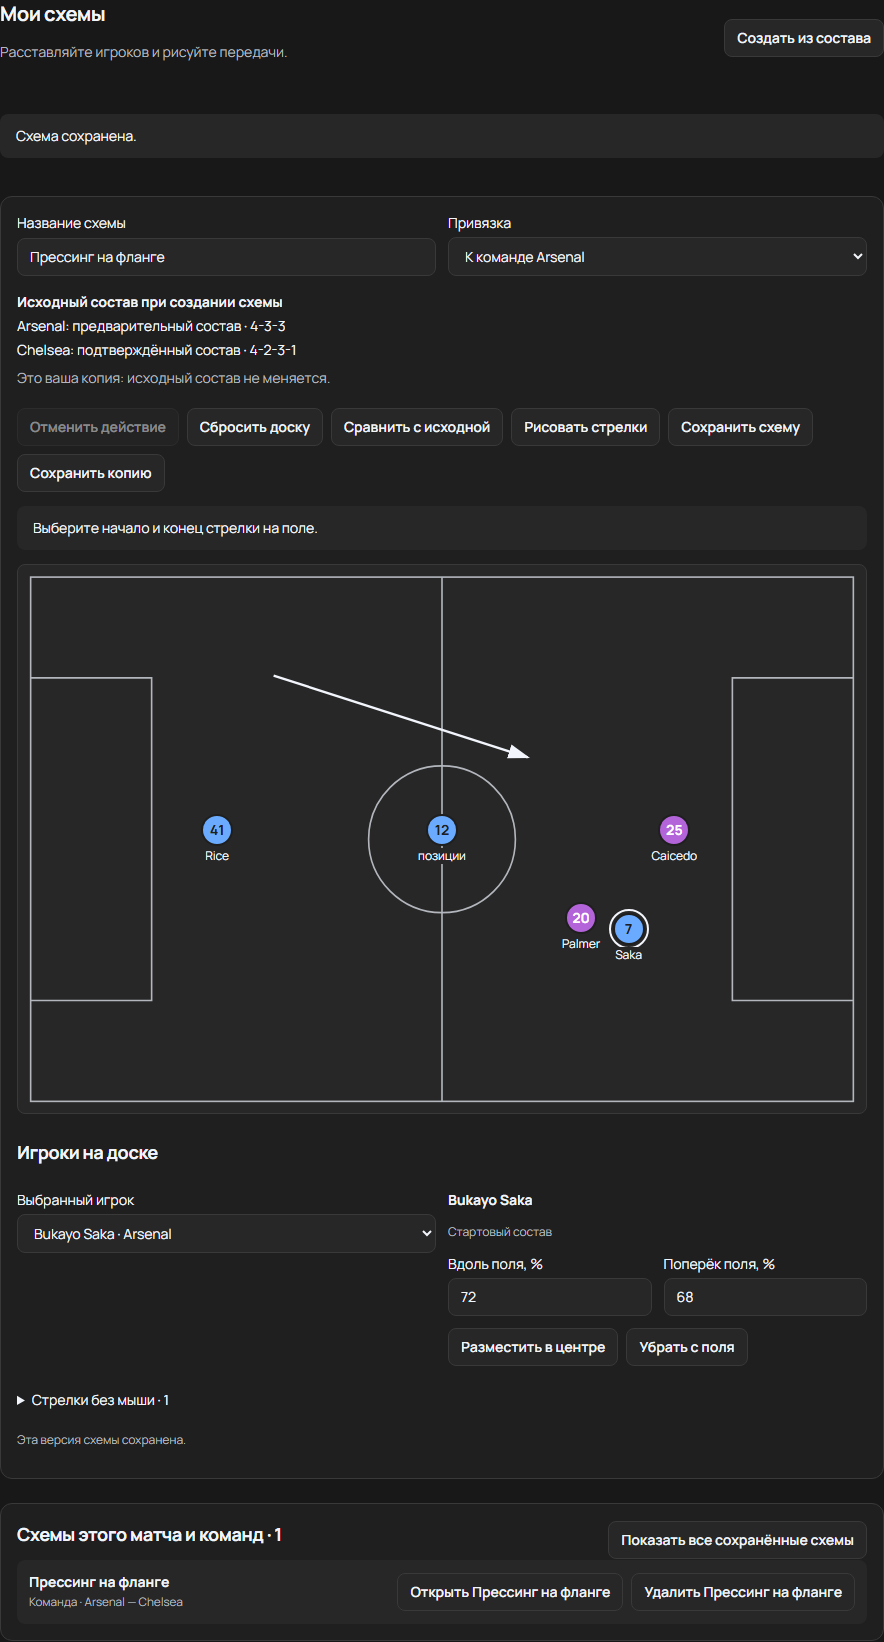 Мои схемы
Расставляйте игроков и рисуйте передачи.
Создать из состава
Схема сохранена.
Название схемы
Прессинг на фланге
Привязка
К команде Arsenal
Исходный состав при создании схемы
Arsenal: предварительный состав · 4-3-3
Chelsea: подтверждённый состав · 4-2-3-1
Это ваша копия: исходный состав не меняется.
Отменить действие
Сбросить доску
Сравнить с исходной
Рисовать стрелки
Сохранить схему
Сохранить копию
Выберите начало и конец стрелки на поле.
41
Rice
12
позиции
25
Caicedo
20
Palmer
7
Saka
Игроки на доске
Выбранный игрок
Bukayo Saka · Arsenal
Bukayo Saka
Стартовый состав
Вдоль поля, %
72
Поперёк поля, %
68
Разместить в центре
Убрать с поля
Стрелки без мыши · 1
Эта версия схемы сохранена.
Схемы этого матча и команд · 1
Показать все сохранённые схемы
Прессинг на фланге
Команда · Arsenal — Chelsea
Открыть Прессинг на фланге
Удалить Прессинг на фланге